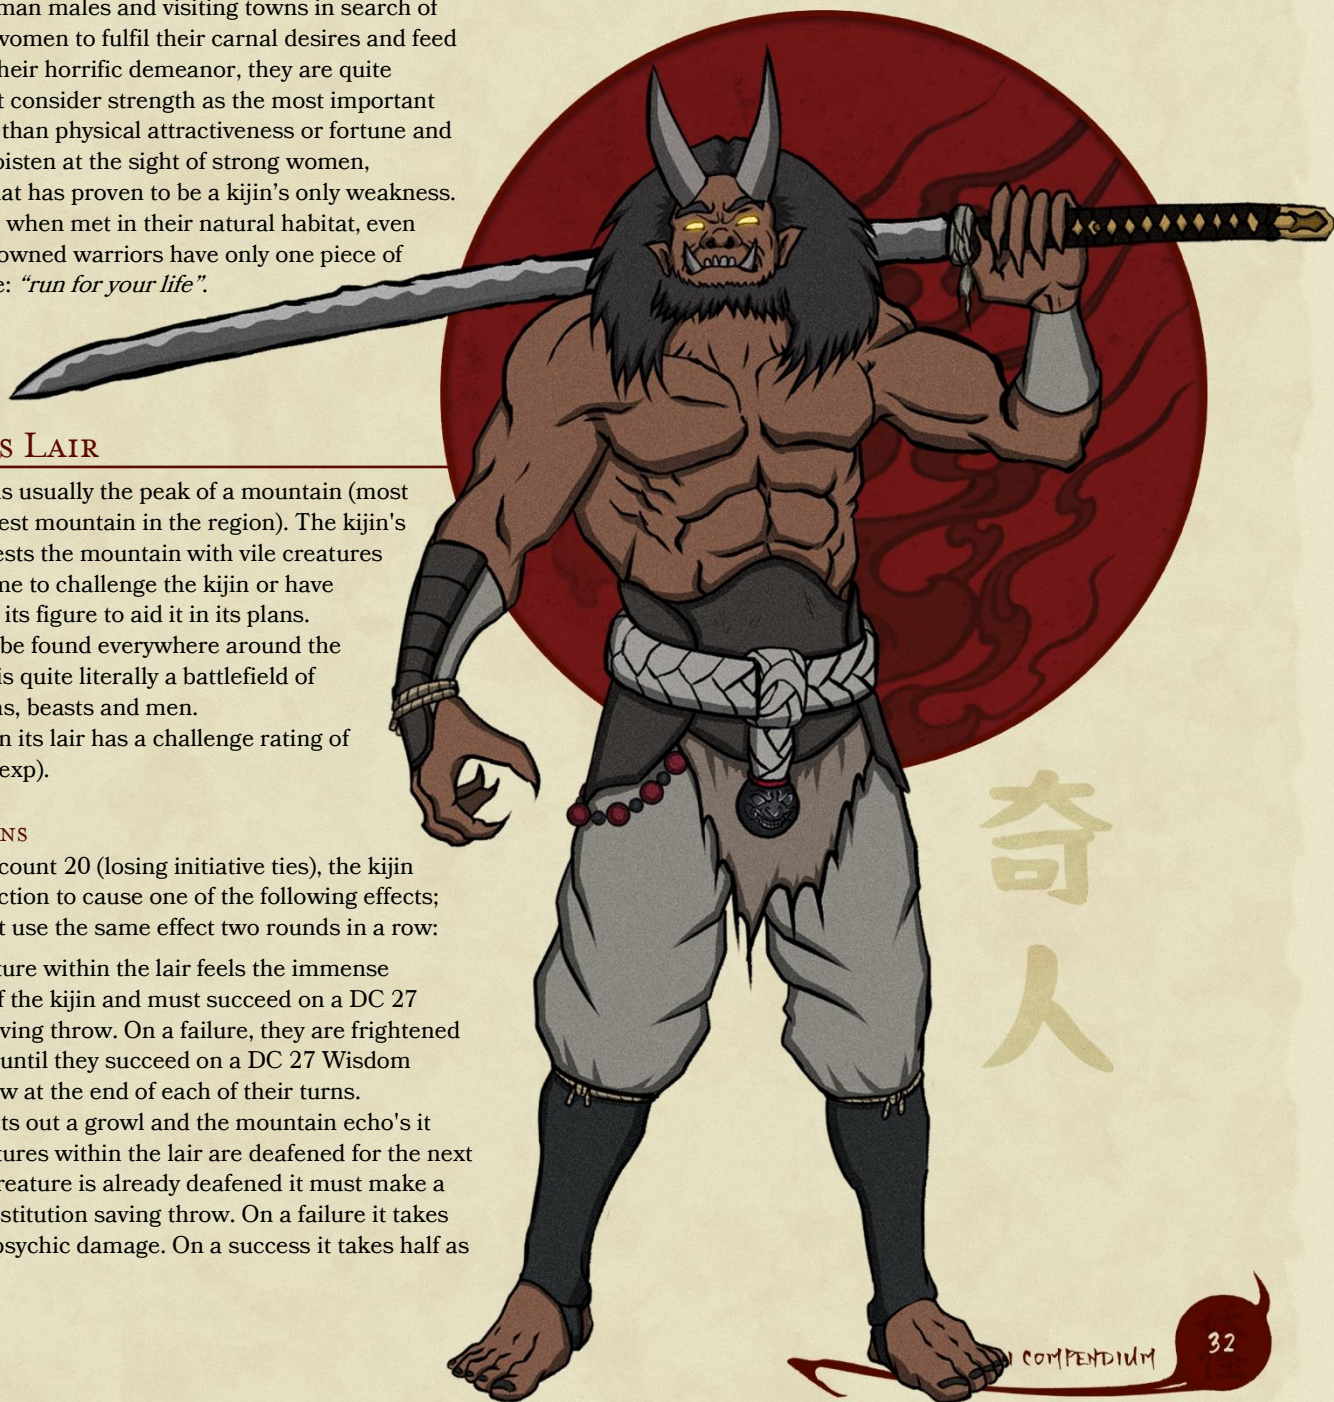 man males and visiting towns in search of
women to fulfil their carnal desires and feed
heir horrific demeanor, they are quite
t consider strength as the most important
than physical attractiveness or fortune and
oisten at the sight of strong women,
hat has proven to be a kijin's only weakness.
when met in their natural habitat, even
owned warriors have only one piece of
e: "run for your life".
s Lair
is usually the peak of a mountain (most
est mountain in the region). The kijin's
ests the mountain with vile creatures
me to challenge the kijin or have
its figure to aid it in its plans.
be found everywhere around the
is quite literally a battlefield of
ns, beasts and men.
in its lair has a challenge rating of
exp).
ns
count 20 (losing initiative ties), the kijin
ction to cause one of the following effects;
t use the same effect two rounds in a row:
ture within the lair feels the immense
f the kijin and must succeed on a DC 27
ving throw. On a failure, they are frightened
until they succeed on a DC 27 Wisdom
w at the end of each of their turns.
ts out a growl and the mountain echo's it
tures within the lair are deafened for the next
reature is already deafened it must make a
stitution saving throw. On a failure it takes
psychic damage. On a success it takes half as
奇
人
I COMPENDIUM
32